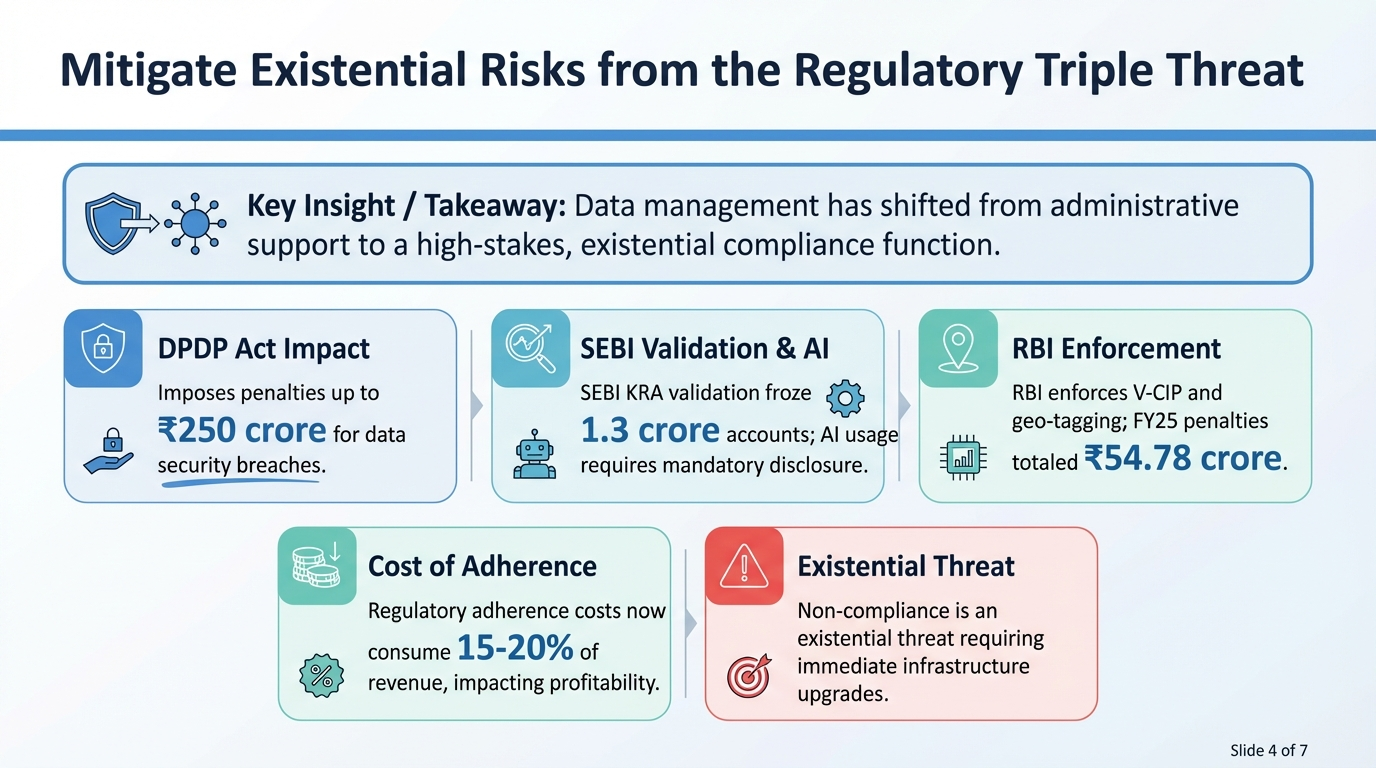 Mitigate Existential Risks from the Regulatory Triple Threat
Key Insight / Takeaway: Data management has shifted from administrative
support to a high-stakes, existential compliance function.
DPDP Act Impact
Imposes penalties up to
₹250 crore for data
security breaches.
SEBI Validation & AI
SEBI KRA validation froze
1.3 crore accounts; AI usage
requires mandatory disclosure.
RBI Enforcement
RBI enforces V-CIP and
geo-tagging; FY25 penalties
totaled ₹54.78 crore.
Cost of Adherence
Regulatory adherence costs now
consume 15-20% of
revenue, impacting profitability.
Existential Threat
Non-compliance is an
existential threat requiring
immediate infrastructure
upgrades.
Slide 4 of 7